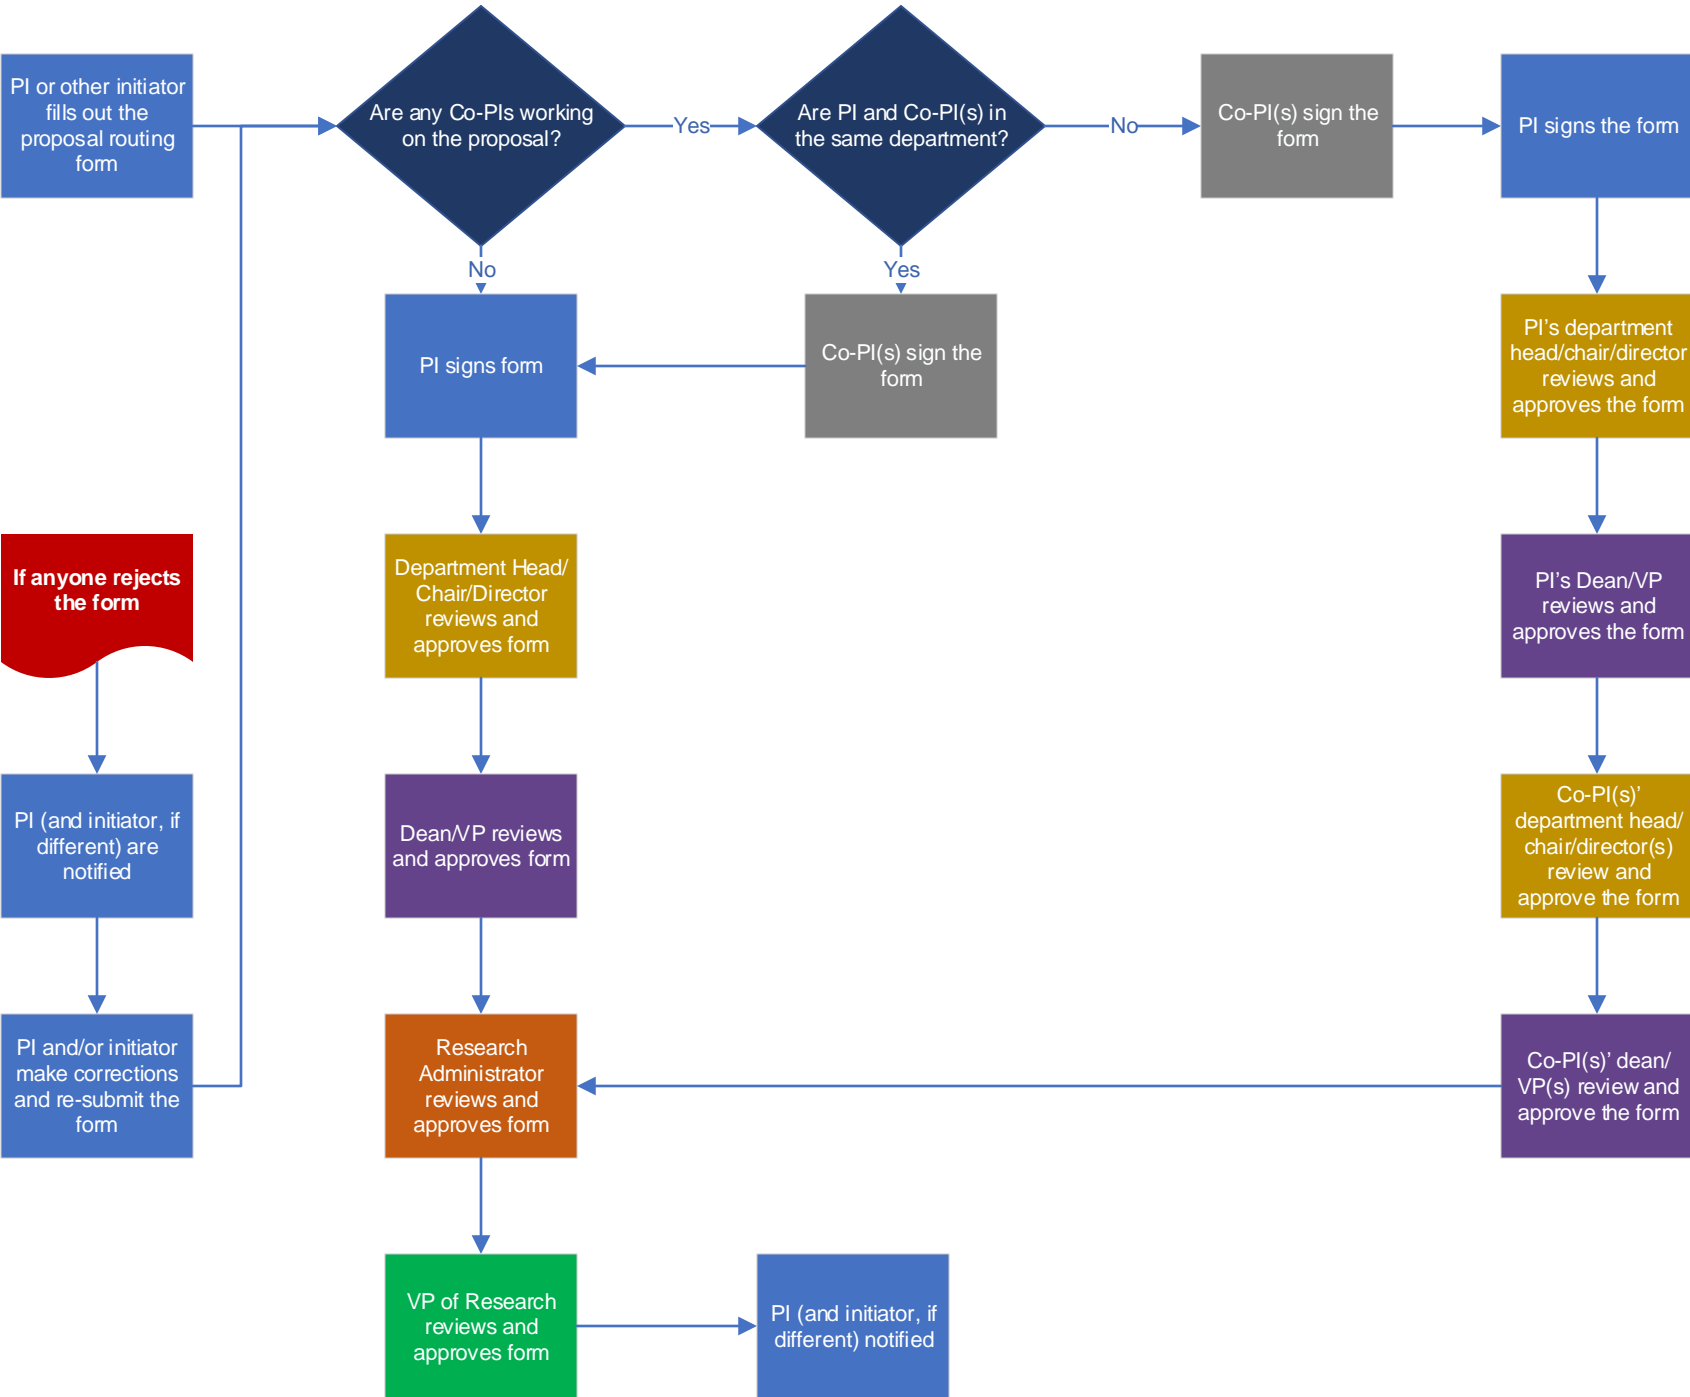 PI or other initiator
fills out the
proposal routing
form
Are any Co-PIs working
on the proposal?
Yes
Are PI and Co-PI(s) in
the same department?
No
Co-PI(s) sign the
form
PI signs the form
No
Yes
PI signs form
Co-PI(s) sign the
form
PI's department
head/chair/director
reviews and
approves the form
If anyone rejects
the form
Department Head/
Chair/Director
reviews and
approves form
PI's Dean/VP
reviews and
approves the form
PI (and initiator, if
different) are
notified
Dean/VP reviews
and approves form
Co-PI(s)'
department head/
chair/director(s)
review and
approve the form
PI and/or initiator
make corrections
and re-submit the
form
Research
Administrator
reviews and
approves form
Co-PI(s)' dean/
VP(s) review and
approve the form
VP of Research
reviews and
approves form
PI (and initiator, if
different) notified